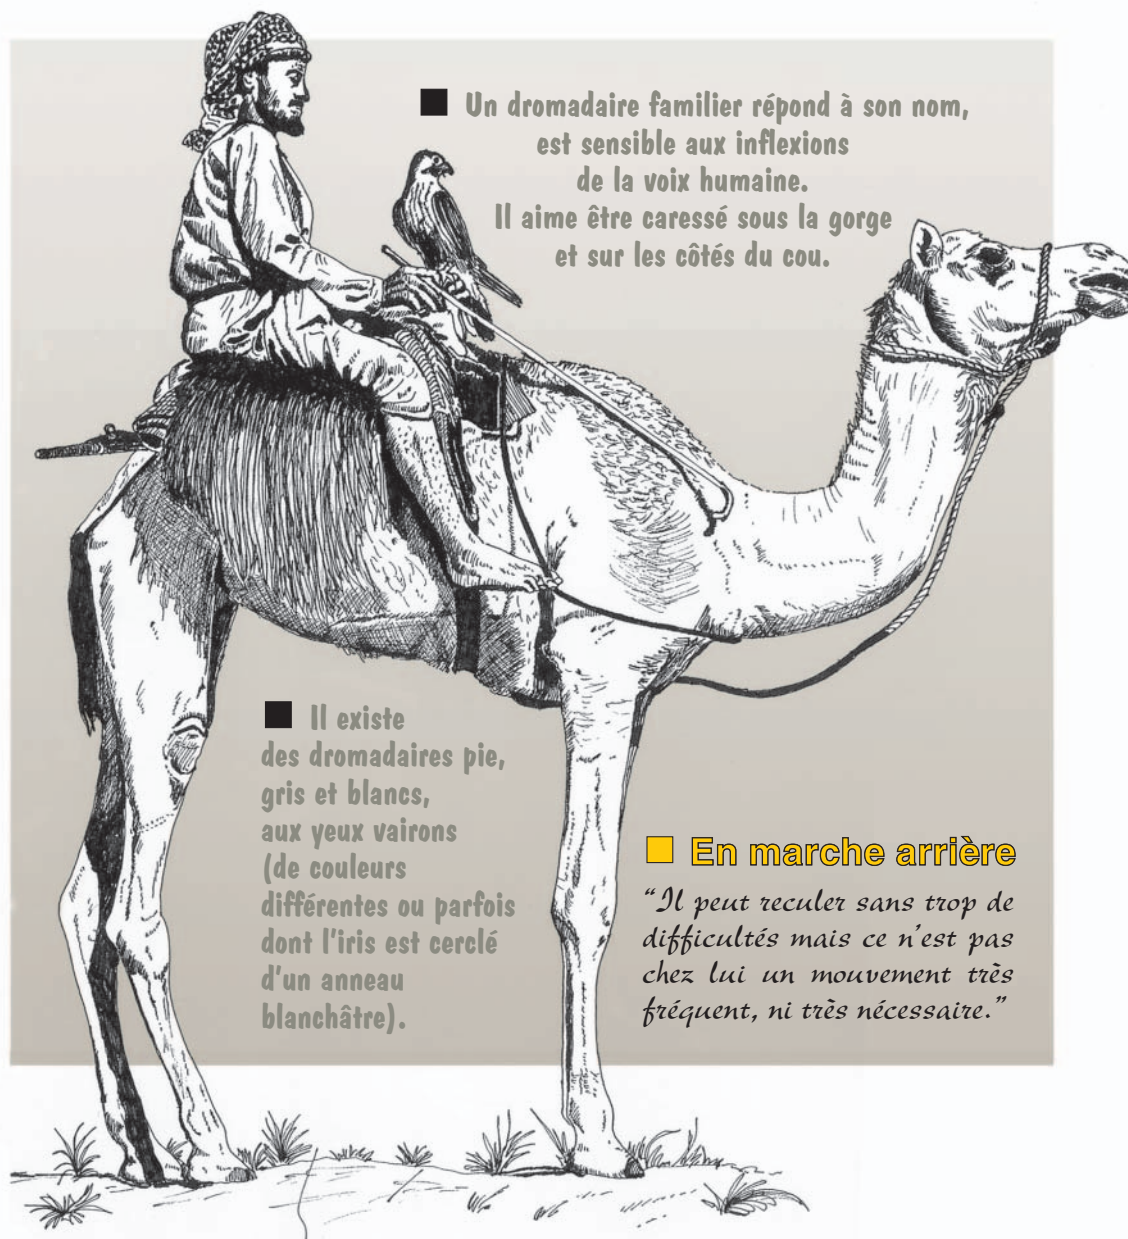 ■ Un dromadaire familier répond à son nom,
est sensible aux inflexions
de la voix humaine.
Il aime être caressé sous la gorge
et sur les côtés du cou.
■ Il existe
des dromadaires pie,
gris et blancs,
aux yeux vairons
(de couleurs
différentes ou parfois
dont l'iris est cerclé
d'un anneau
blanchâtre).
■ En marche arrière
“Il peut reculer sans trop de
difficultés mais ce n'est pas
chez lui un mouvement très
fréquent, ni très nécessaire.”